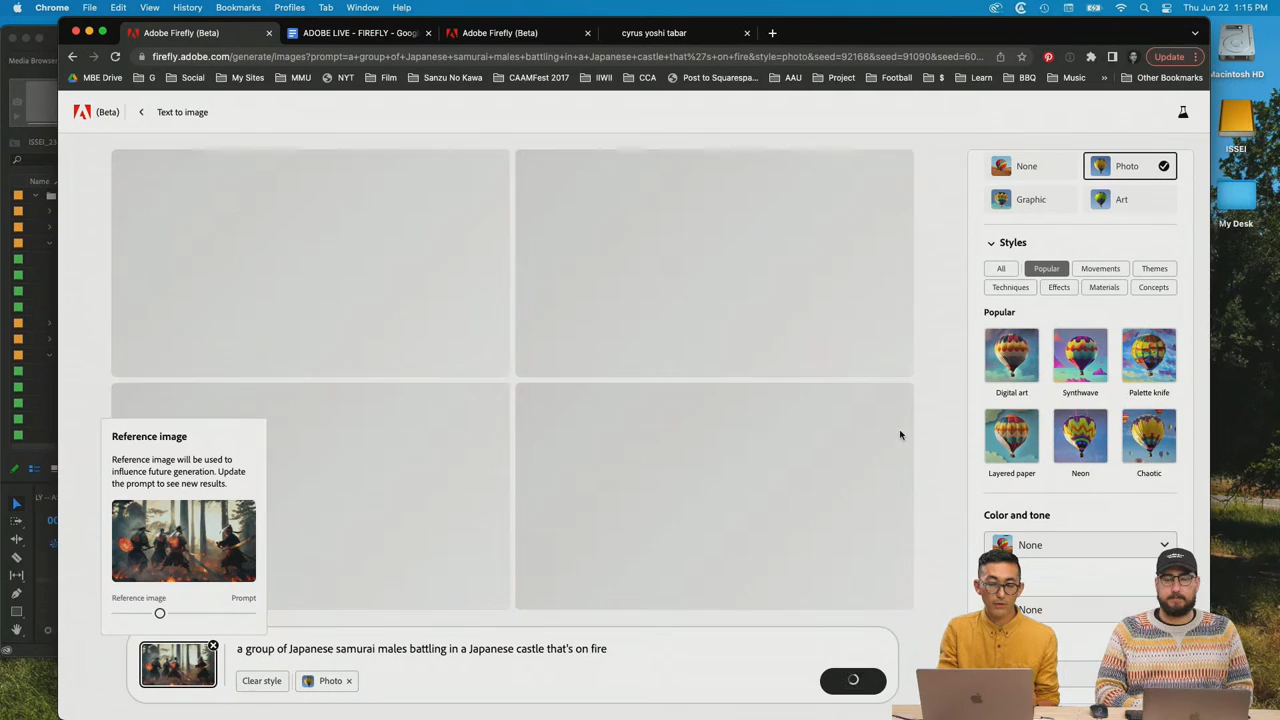 Chrome File Edit View History Bookmarks Profiles Tab Window Help
Thu Jun 22 1:15 PM
Adobe Firefly (Beta)
ADOBE LIVE - FIREFLY - Goog
Adobe Firefly (Beta)
cyrus yoshi tabar
firefly.adobe.com/generate/images?prompt=a+group+of+Japanese+samurai+males+battling+in+a+Japanese+castle+that%27s+on+fire&style=photo&seed=92168&seed=91090&seed=60...
Update
MBE Drive G Social My Sites MMU NYT Film Sanzu No Kawa CAAMFest 2017 IIWII CCA Post to Squarespa... AAU Project Football $ Learn BBQ Music » Other Bookmarks
Macintosh HD
ISSEI
My Desk
Media Browser
ISSEI_23
Name
(Beta)
Text to image
None
Photo
Graphic
Art
Styles
All Popular Movements Themes
Techniques Effects Materials Concepts
Popular
Digital art Synthwave Palette knife
Layered paper Neon Chaotic
Color and tone
None
None
Reference image
Reference image will be used to
influence future generation. Update
the prompt to see new results.
Reference image Prompt
a group of Japanese samurai males battling in a Japanese castle that's on fire
Clear style
Photo
LY — A
00